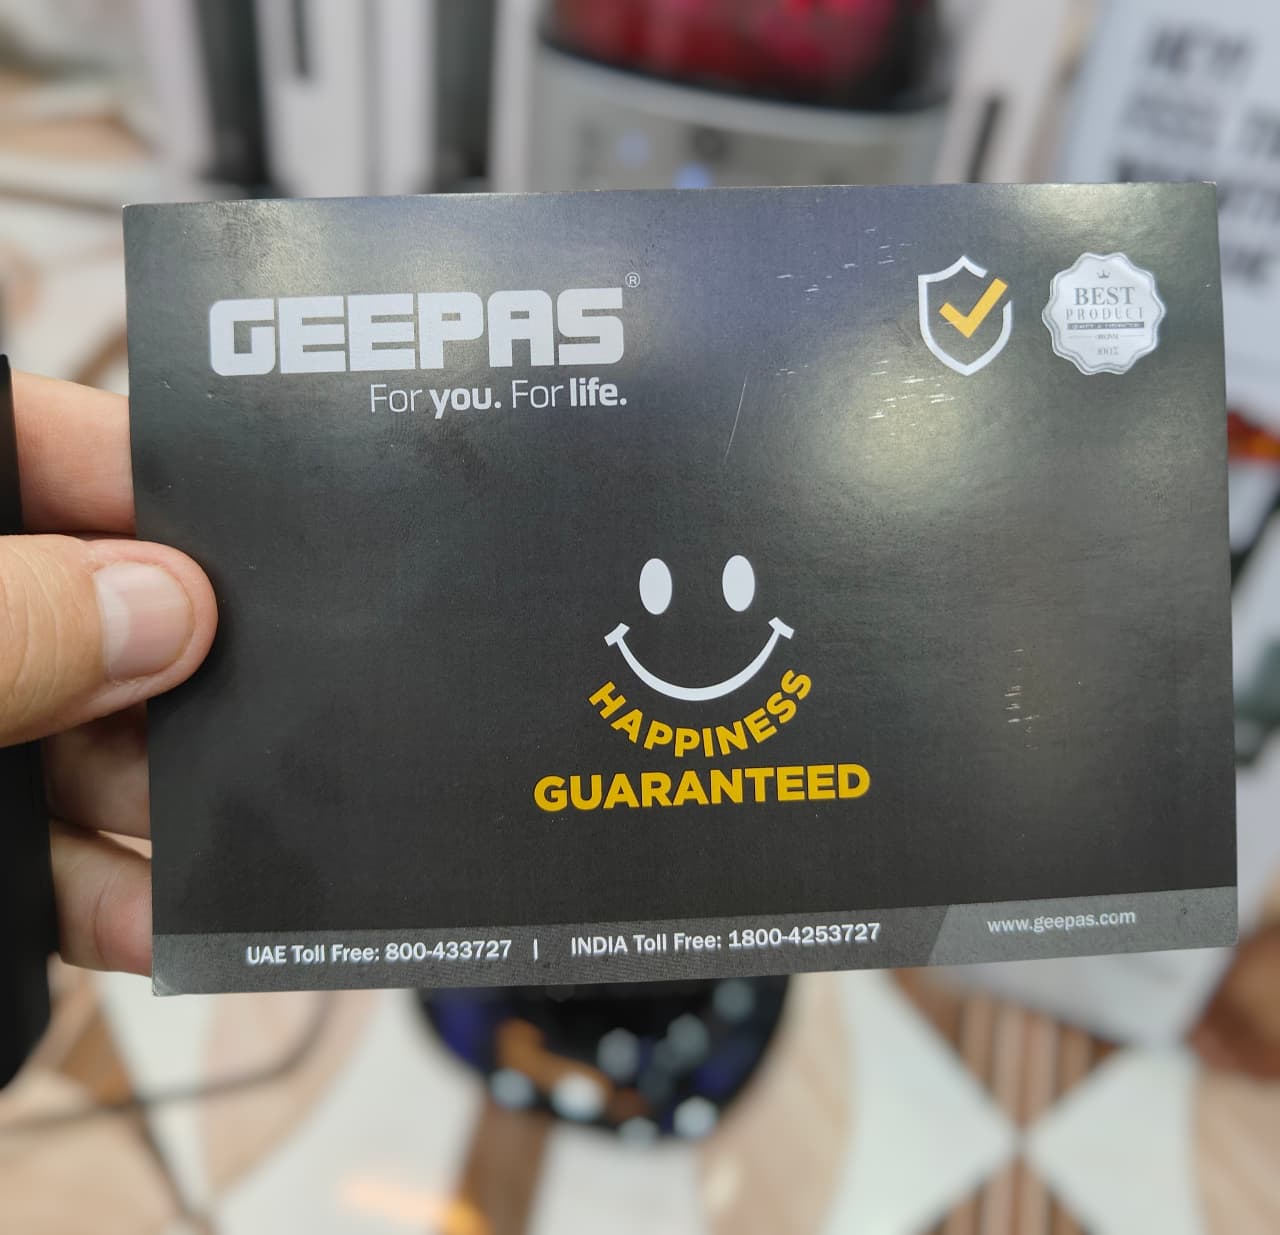 GEEPAS®
For you. For life.
BEST
PRODUCT
100%
HAPPINESS
GUARANTEED
UAE Toll Free: 800-433727 | INDIA Toll Free: 1800-4253727
www.geepas.com